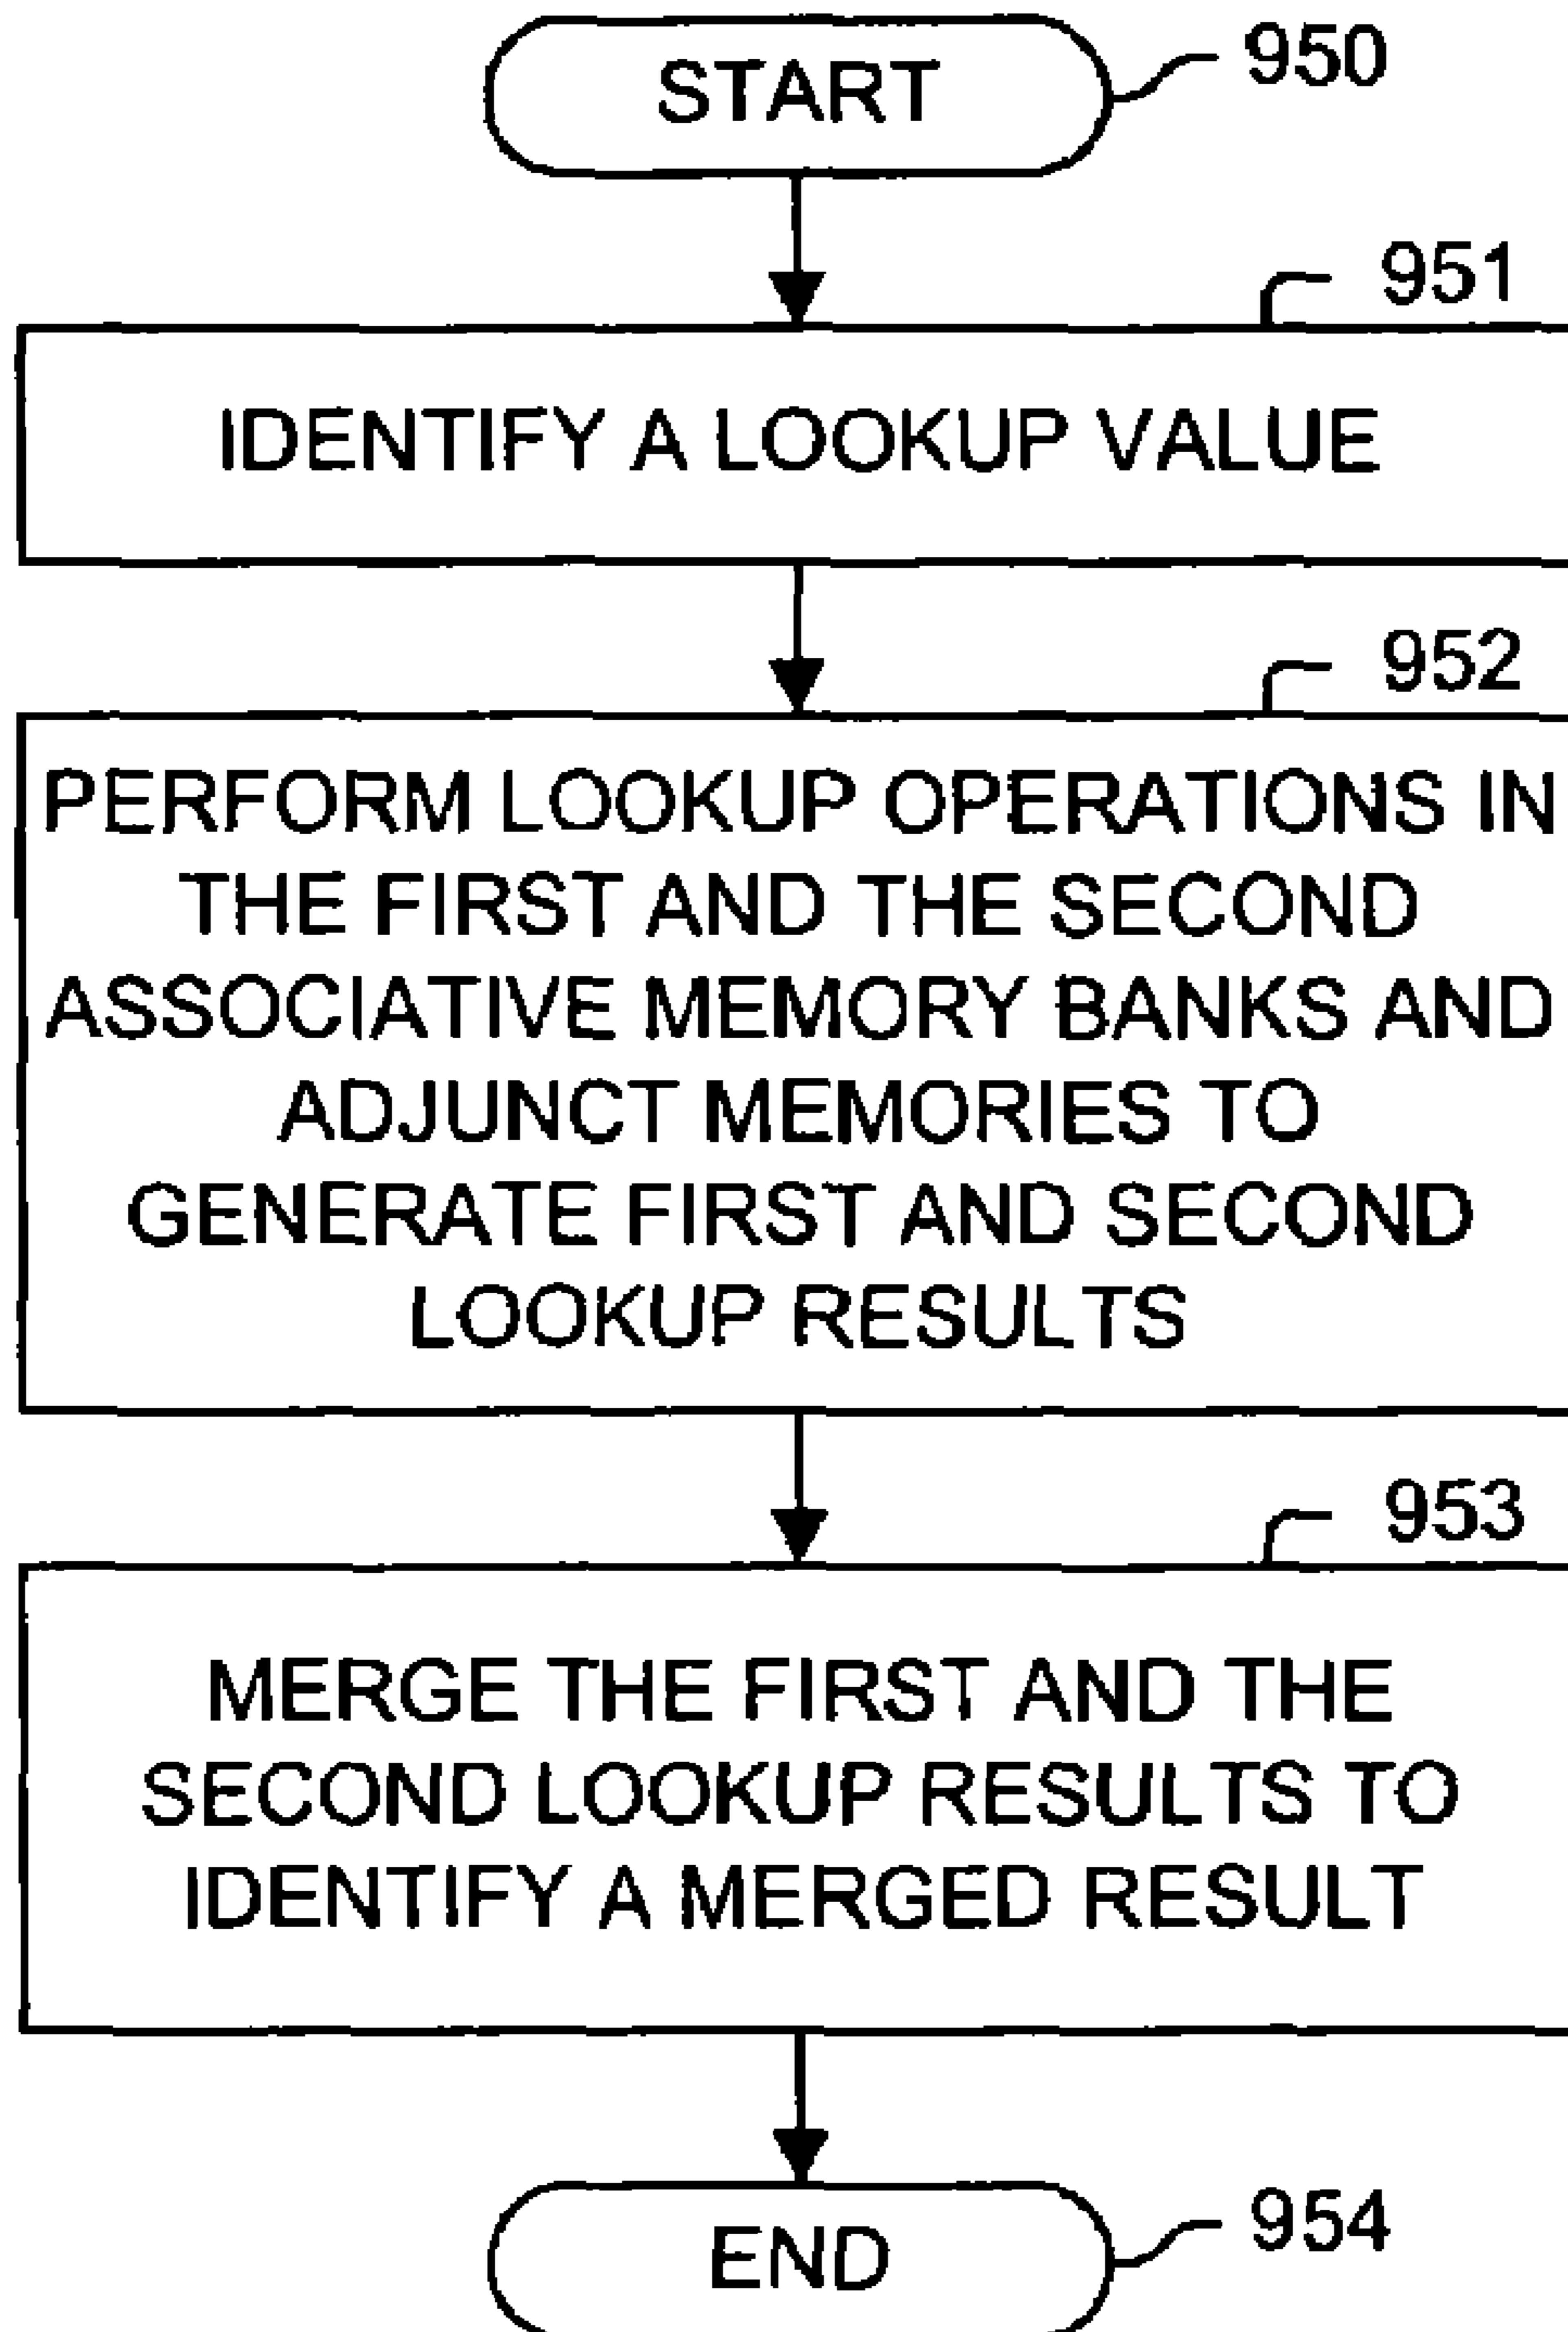 START
950
951
IDENTIFY A LOOKUP VALUE
952
PERFORM LOOKUP OPERATIONS IN
THE FIRST AND THE SECOND
ASSOCIATIVE MEMORY BANKS AND
ADJUNCT MEMORIES TO
GENERATE FIRST AND SECOND
LOOKUP RESULTS
953
MERGE THE FIRST AND THE
SECOND LOOKUP RESULTS TO
IDENTIFY A MERGED RESULT
END
954